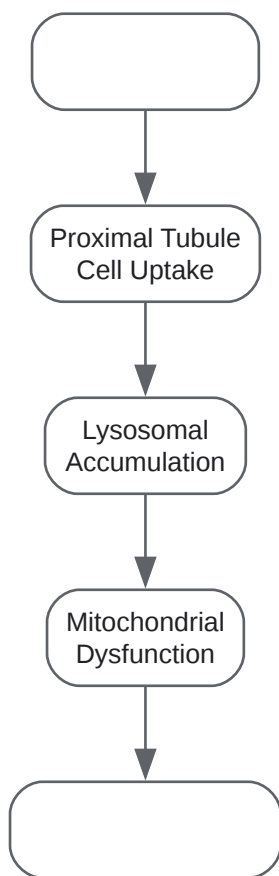 Proximal Tubule
Cell Uptake
Lysosomal
Accumulation
Mitochondrial
Dysfunction